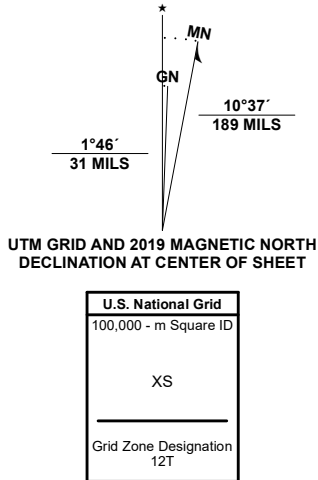 ★
MN
GN
1°46´
31 MILS
10°37´
189 MILS
UTM GRID AND 2019 MAGNETIC NORTH
DECLINATION AT CENTER OF SHEET
U.S. National Grid
100,000 - m Square ID
XS
Grid Zone Designation
12T